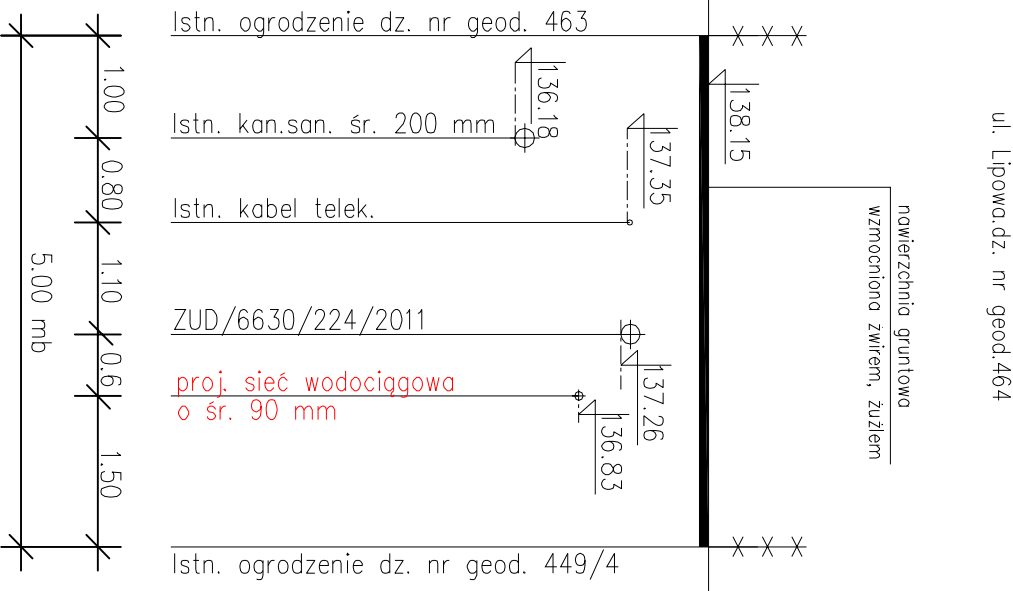 Istn. ogrodzenie dz. nr geod. 463
136.18
138.15
1.00
Istn. kan.san. śr. 200 mm
137.35
0.80
Istn. kabel telek.
ul. Lipowa.dz. nr geod.464
nawierzchnia gruntowa
wzmocniona żwirem, żużlem
5.00 mb
1.10
ZUD/6630/224/2011
137.26
0.6
proj. sieć wodociągowa
o śr. 90 mm
136.83
1.50
Istn. ogrodzenie dz. nr geod. 449/4